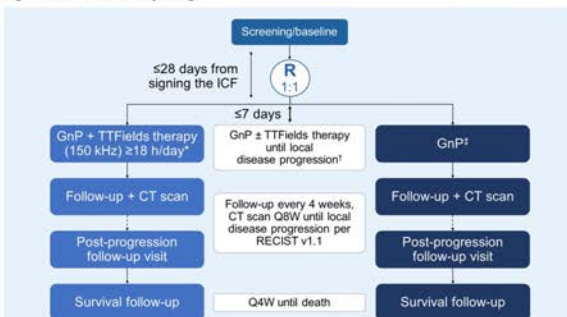 Screening/baseline
≤28 days from
signing the ICF
R
1:1
≤7 days
GnP + TTFields therapy
(150 kHz) ≥18 h/day*
GnP ± TTFields therapy
until local
disease progression†
GnP‡
Follow-up + CT scan
Follow-up every 4 weeks,
CT scan Q8W until local
disease progression per
RECIST v1.1
Follow-up + CT scan
Post-progression
follow-up visit
Post-progression
follow-up visit
Survival follow-up
Q4W until death
Survival follow-up